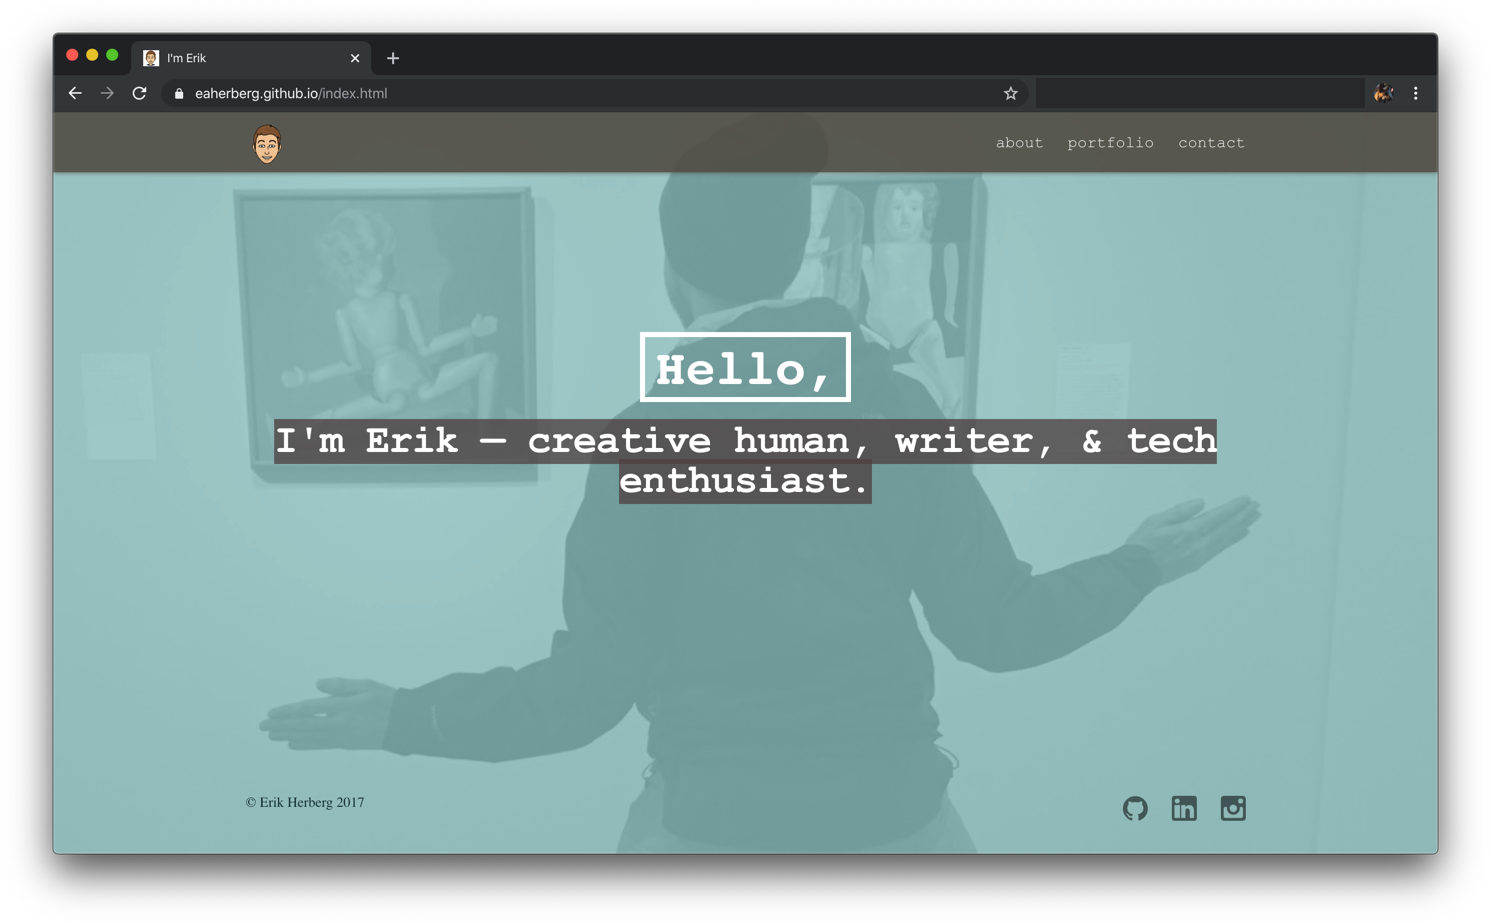 I'm Erik
eaherberg.github.io/index.html
about portfolio contact
Hello,
I'm Erik — creative human, writer, & tech
enthusiast.
© Erik Herberg 2017
in